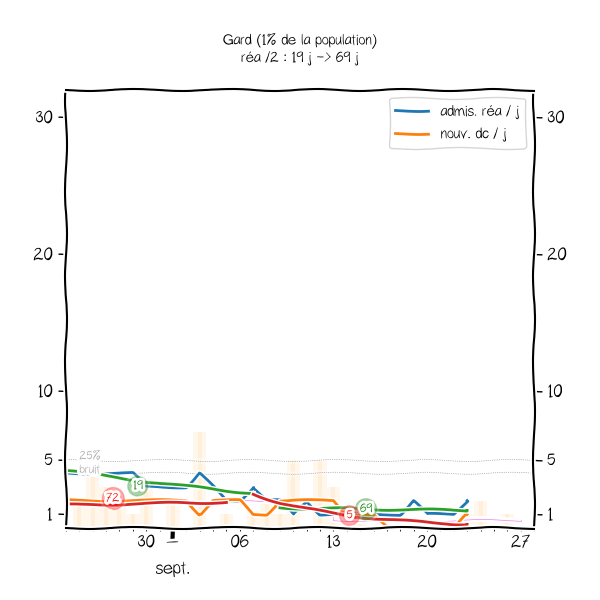 Gard (1% de la population)
réa /2 : 19 j -> 69 j
admis. réa / j
nouv. dc / j
30 30
20 20
10 10
5 5
1 1
25%
bruit
19
72
69
5
30 06 13 20 27
sept.